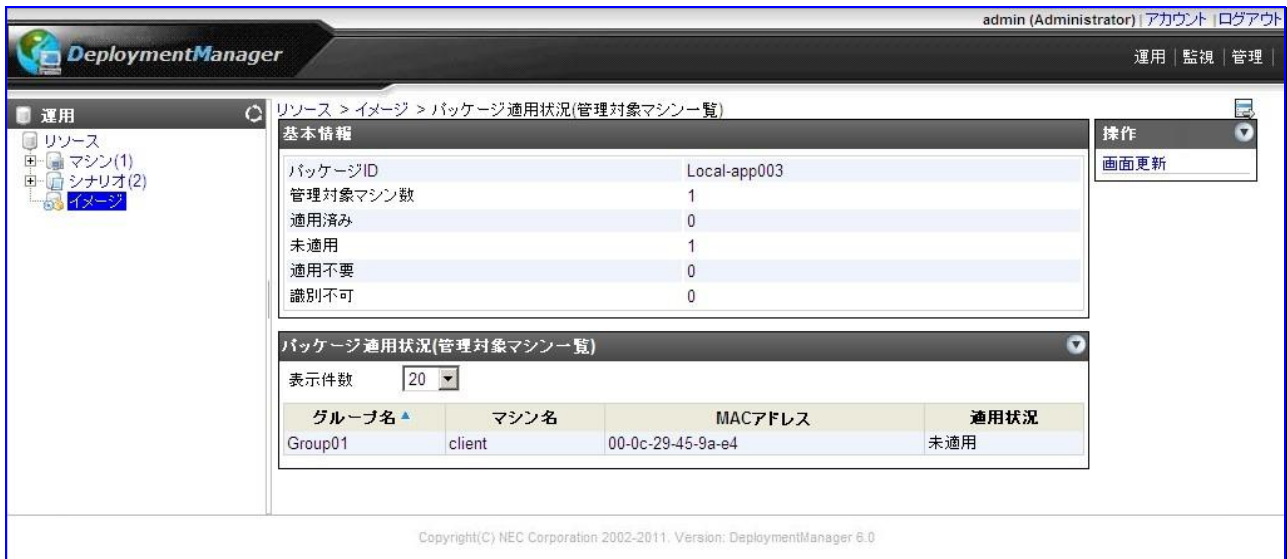 admin (Administrator) | アカウント | ログアウト
DeploymentManager
運用 | 監視 | 管理 |
運用
リソース
マシン(1)
シナリオ(2)
イメージ
リソース > イメージ > パッケージ適用状況(管理対象マシン一覧)
基本情報
パッケージID Local-app003
管理対象マシン数 1
適用済み 0
未適用 1
適用不要 0
識別不可 0
操作
画面更新
パッケージ適用状況(管理対象マシン一覧)
表示件数 20
グループ名 マシン名 MACアドレス 適用状況
Group01 client 00-0c-29-45-9a-e4 未適用
Copyright(C) NEC Corporation 2002-2011. Version: DeploymentManager 6.0